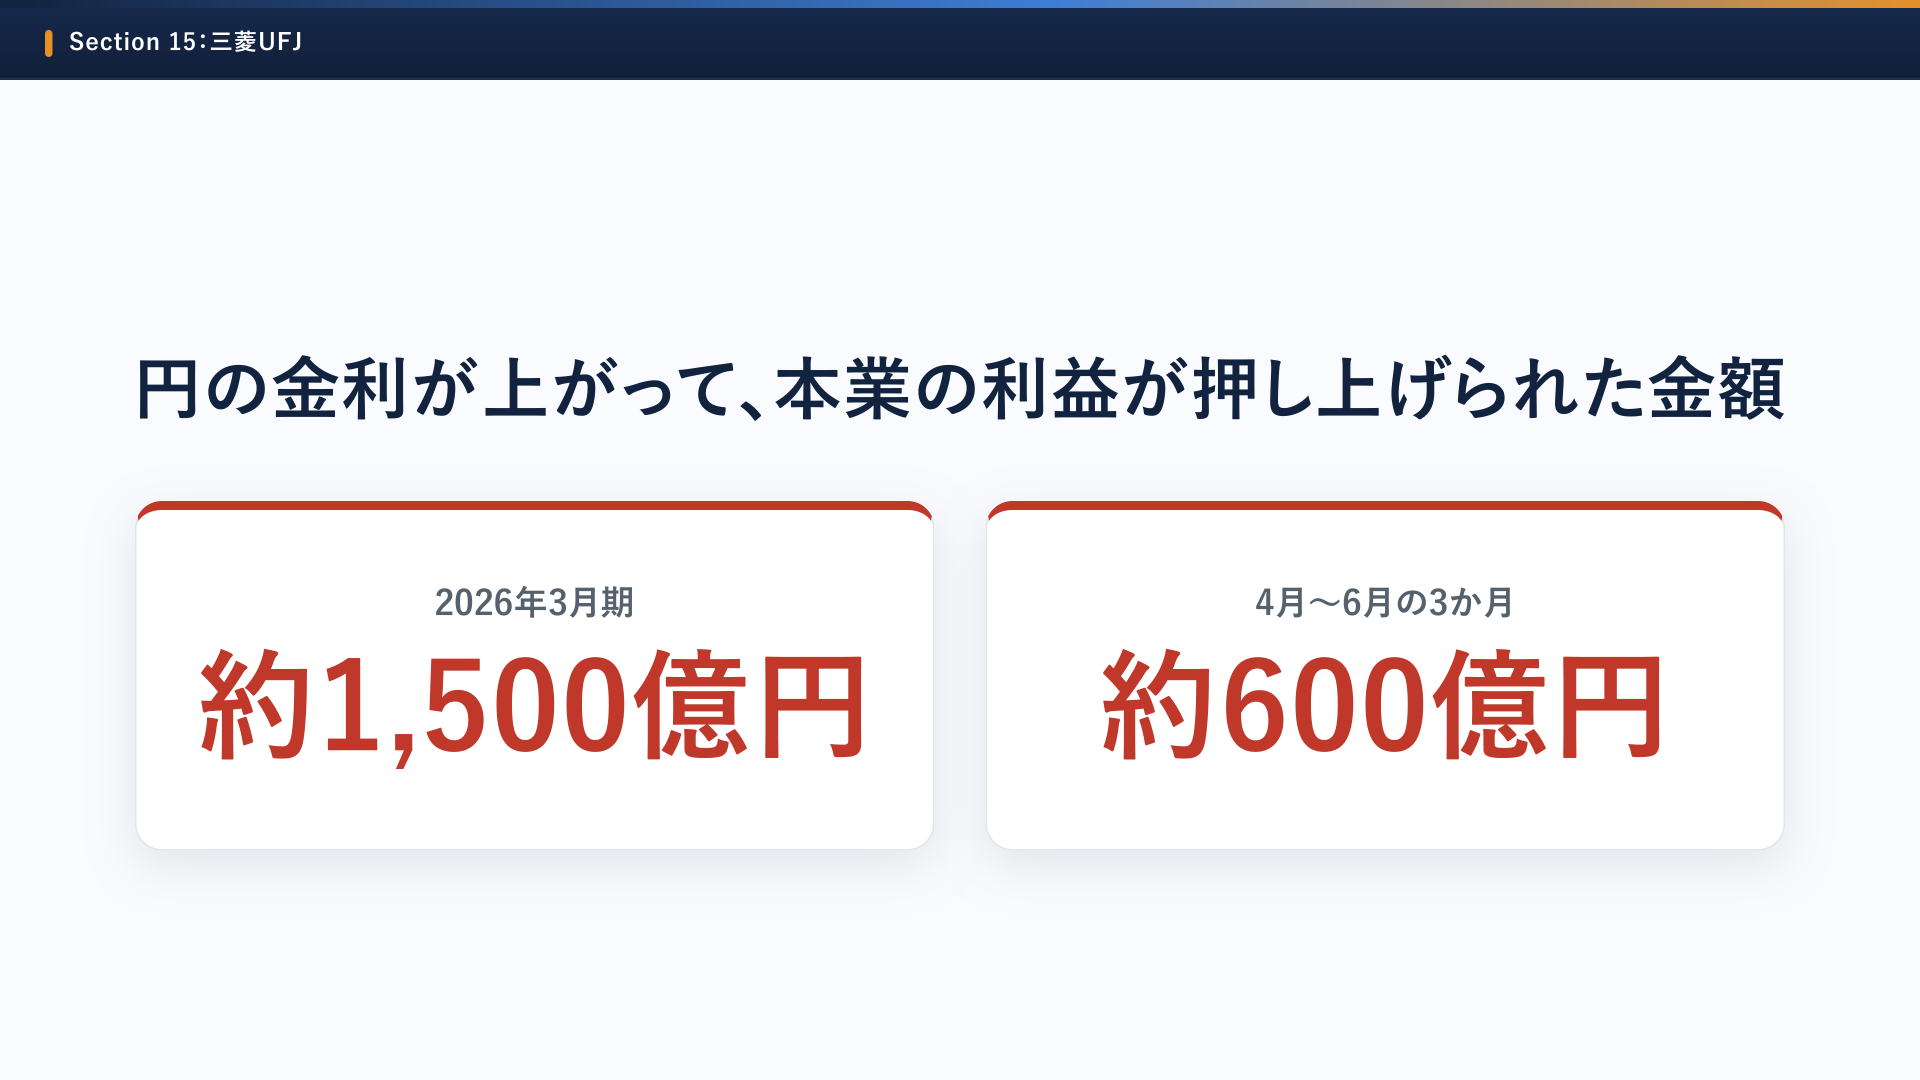 Section 15：三菱UFJ
円の金利が上がって、本業の利益が押し上げられた金額
2026年3月期
約1,500億円
4月〜6月の3か月
約600億円